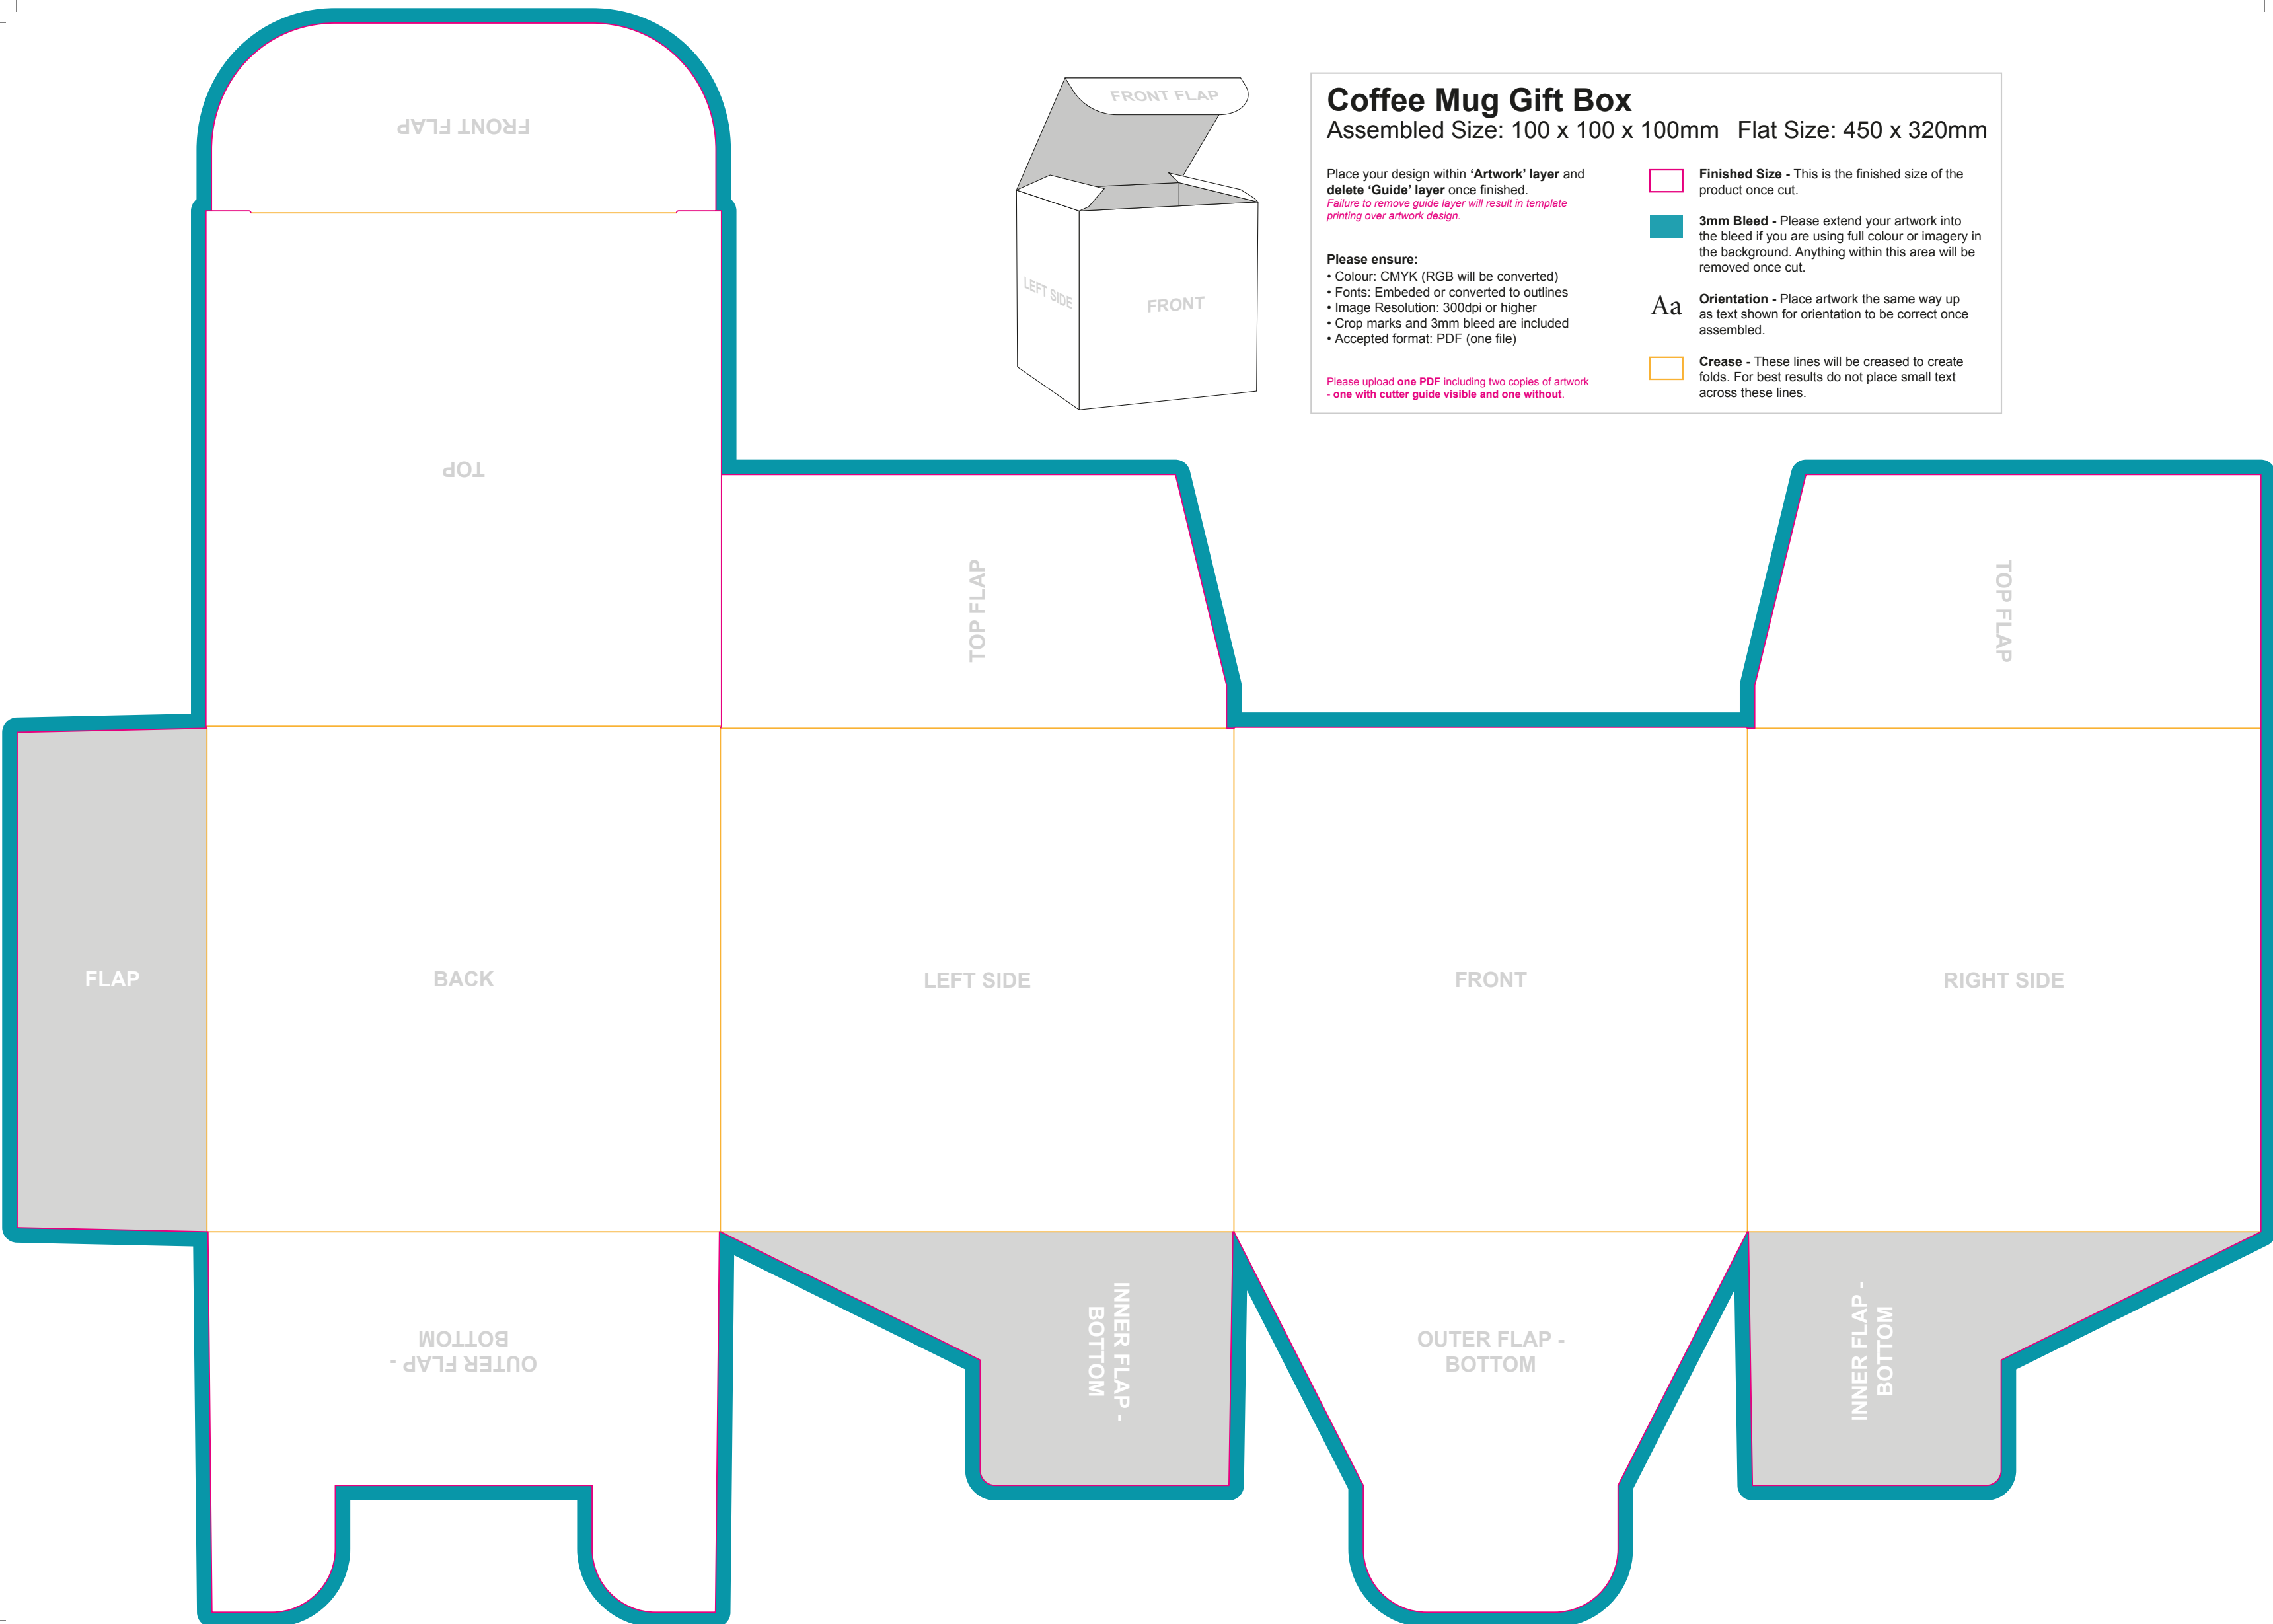 FRONT FLAP
FRONT FLAP
LEFT SIDE
FRONT
Coffee Mug Gift Box
Assembled Size: 100 x 100 x 100mm   Flat Size: 450 x 320mm
Place your design within ‘Artwork’ layer and
delete ‘Guide’ layer once finished.
Failure to remove guide layer will result in template
printing over artwork design.
Please ensure:
• Colour: CMYK (RGB will be converted)
• Fonts: Embeded or converted to outlines
• Image Resolution: 300dpi or higher
• Crop marks and 3mm bleed are included
• Accepted format: PDF (one file)
Please upload one PDF including two copies of artwork
- one with cutter guide visible and one without.
Finished Size - This is the finished size of the
product once cut.
3mm Bleed - Please extend your artwork into
the bleed if you are using full colour or imagery in
the background. Anything within this area will be
removed once cut.
Aa
Orientation - Place artwork the same way up
as text shown for orientation to be correct once
assembled.
Crease - These lines will be creased to create
folds. For best results do not place small text
across these lines.
TOP
TOP FLAP
TOP FLAP
FLAP
BACK
LEFT SIDE
FRONT
RIGHT SIDE
OUTER FLAP -
BOTTOM
INNER FLAP -
BOTTOM
OUTER FLAP -
BOTTOM
INNER FLAP -
BOTTOM